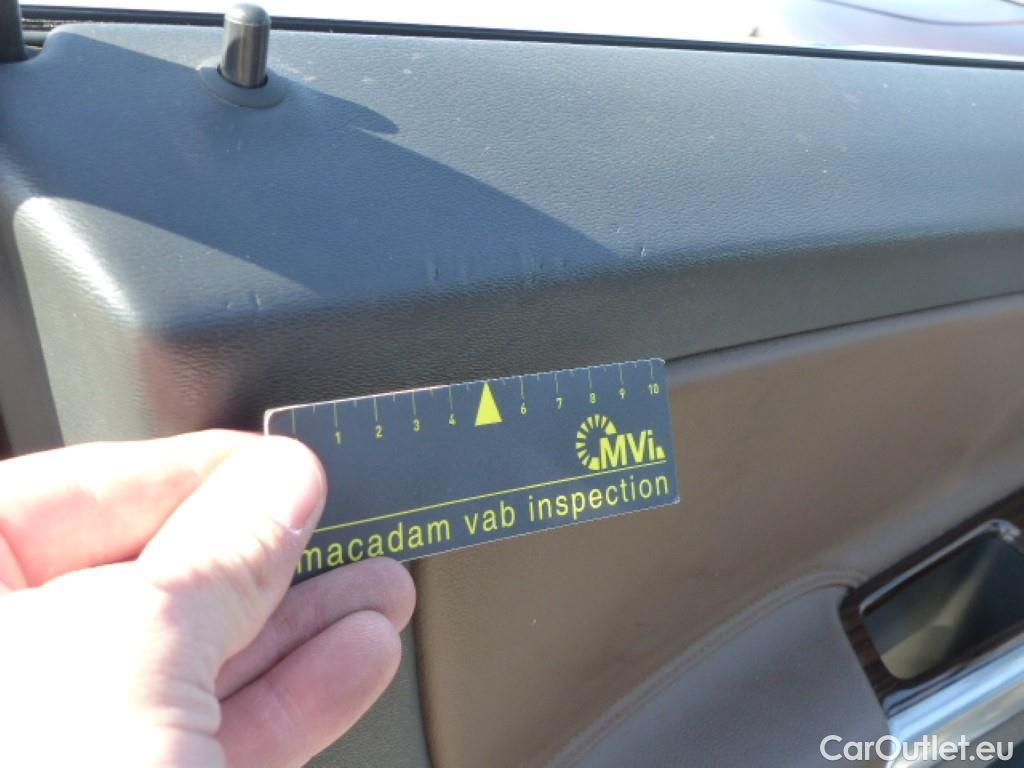 1 2 3 4 6 7 8 9 10
MVi.
macadam vab inspection
CarOutlet.eu